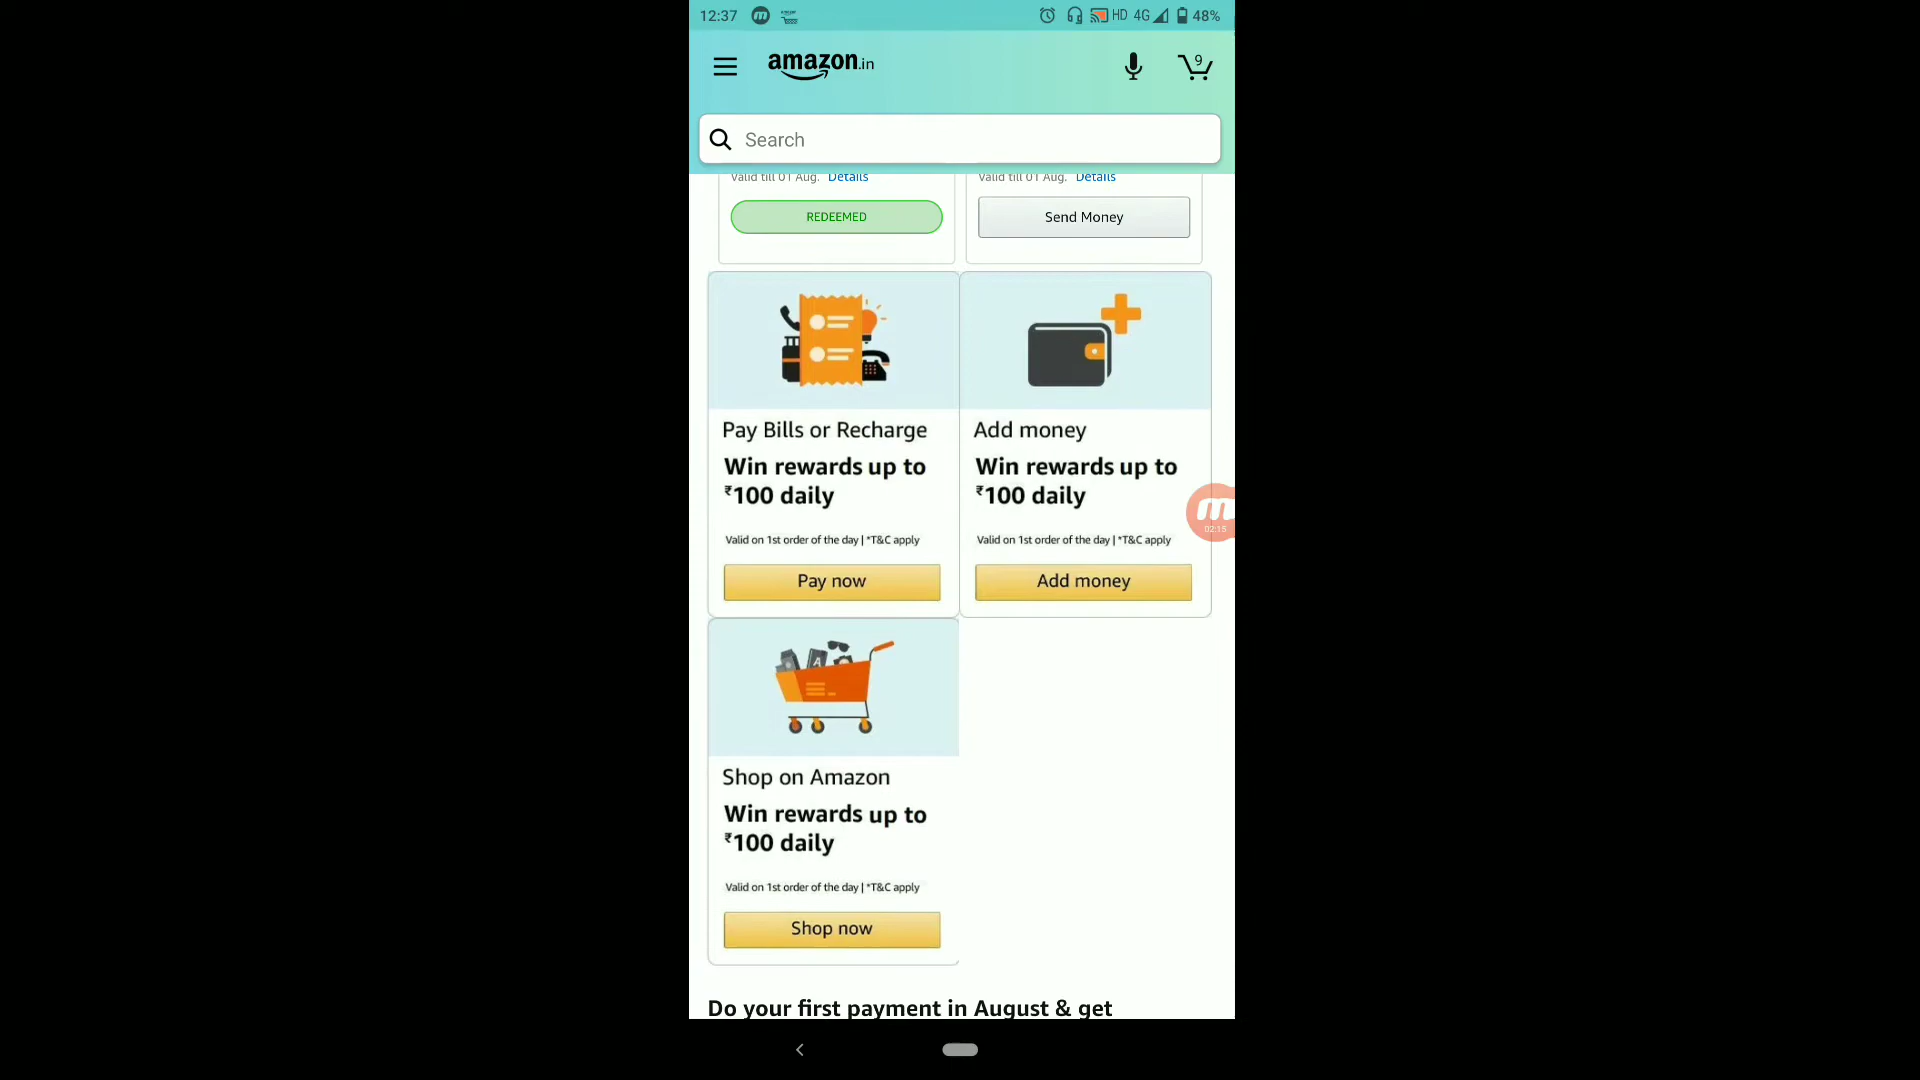 12:37 HD 4G 48%
amazon.in 9
Search
Valid till 01 Aug. Details Valid till 01 Aug. Details
REDEEMED Send Money
Pay Bills or Recharge Add money
Win rewards up to Win rewards up to
₹100 daily ₹100 daily
02:15
Valid on 1st order of the day | *T&C apply Valid on 1st order of the day | *T&C apply
Pay now Add money
Shop on Amazon
Win rewards up to
₹100 daily
Valid on 1st order of the day | *T&C apply
Shop now
Do your first payment in August & get